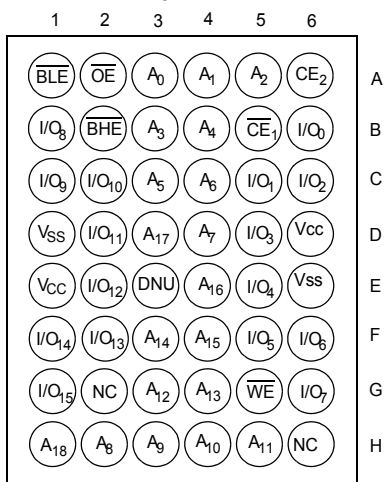 1 2 3 4 5 6
BLE OE A0 A1 A2 CE2 A
I/O8 BHE A3 A4 CE1 I/O0 B
I/O9 I/O10 A5 A6 I/O1 I/O2 C
VSS I/O11 A17 A7 I/O3 Vcc D
VCC I/O12 DNU A16 I/O4 Vss E
I/O14 I/O13 A14 A15 I/O5 I/O6 F
I/O15 NC A12 A13 WE I/O7 G
A18 A8 A9 A10 A11 NC H